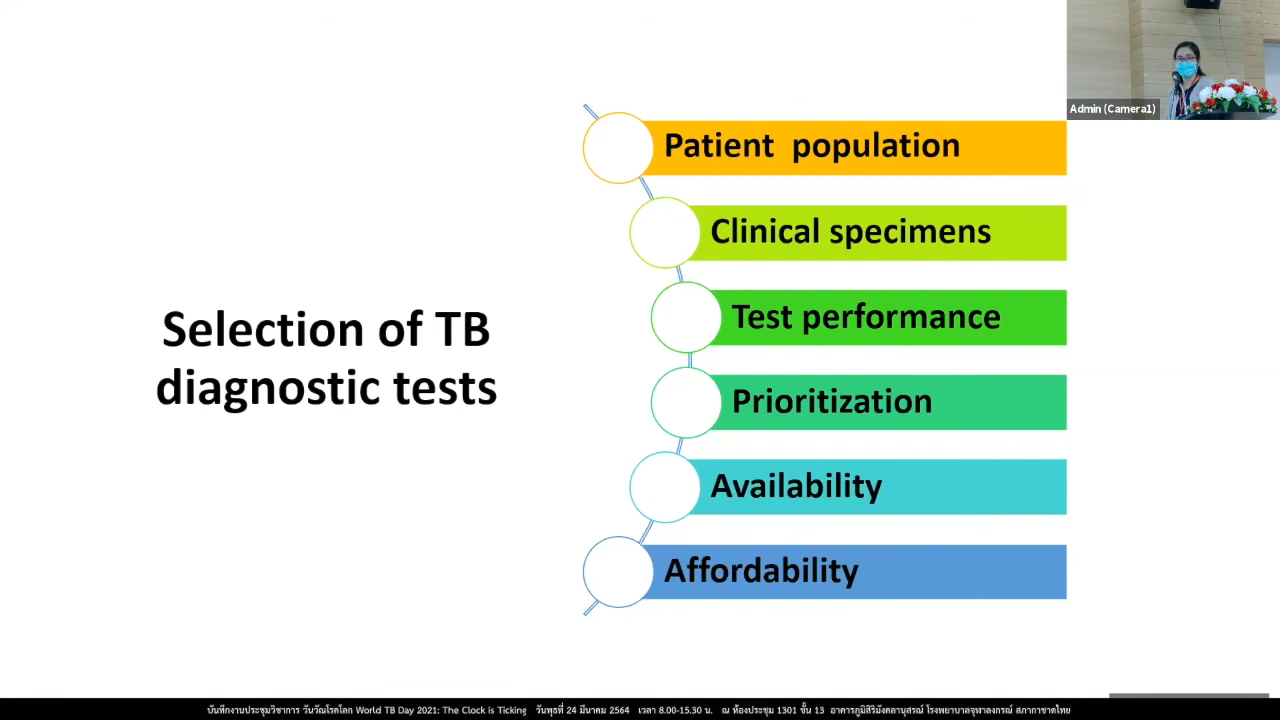 Admin (Camera1)
Patient population
Clinical specimens
Test performance
Prioritization
Availability
Affordability
Selection of TB
diagnostic tests
บันทึกงานประชุมวิชาการ วันวัณโรคโลก World TB Day 2021: The Clock is Ticking วันพุธที่ 24 มีนาคม 2564 เวลา 8.00-15.30 น. ณ ห้องประชุม 1301 ชั้น 13 อาคารภูมิสิริมังคลานุสรณ์ โรงพยาบาลจุฬาลงกรณ์ สภากาชาดไทย